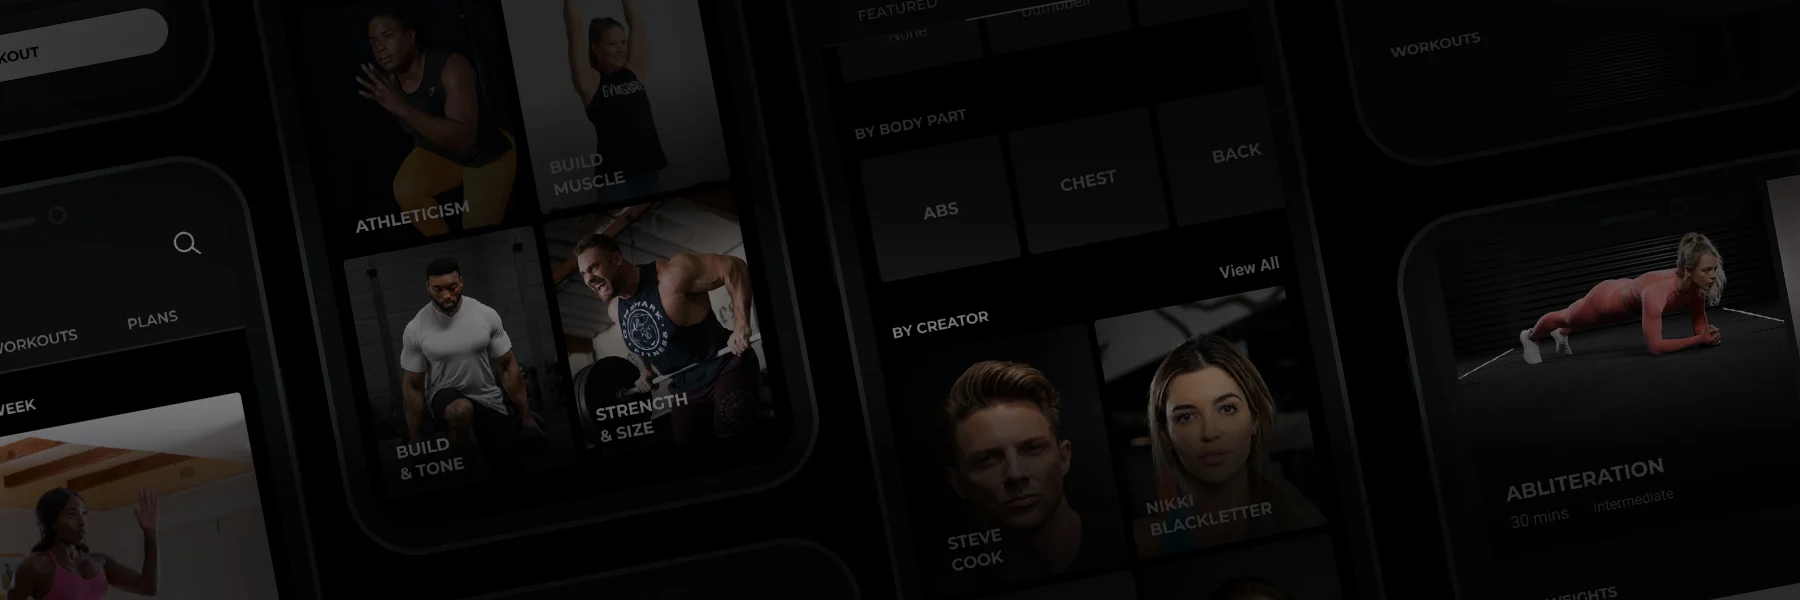 KOUT
WORKOUTS
PLANS
WEEK
ATHLETICISM
BUILD
MUSCLE
BUILD
& TONE
STRENGTH
& SIZE
FEATURED
None
Dumbbell
BY BODY PART
ABS
CHEST
BACK
View All
BY CREATOR
STEVE
COOK
NIKKI
BLACKLETTER
WORKOUTS
ABLITERATION
30 mins
Intermediate